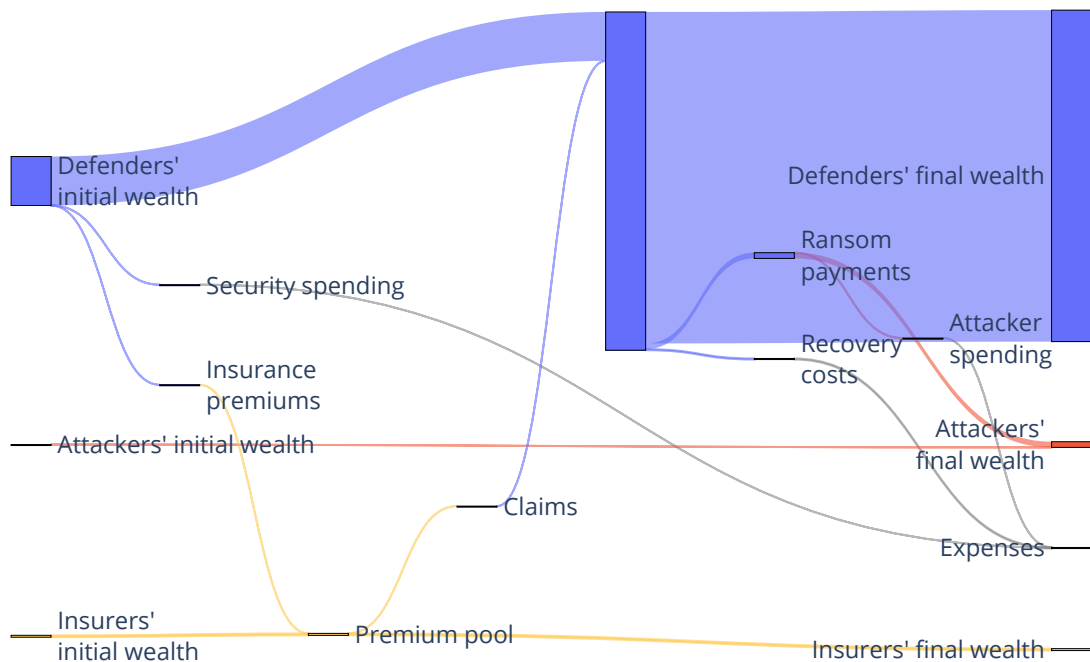 Defenders'
initial wealth
Defenders' final wealth
Ransom
payments
Security spending
Attacker
spending
Recovery
costs
Insurance
premiums
Attackers' initial wealth
Attackers'
final wealth
Claims
Expenses
Insurers'
initial wealth
Premium pool
Insurers' final wealth